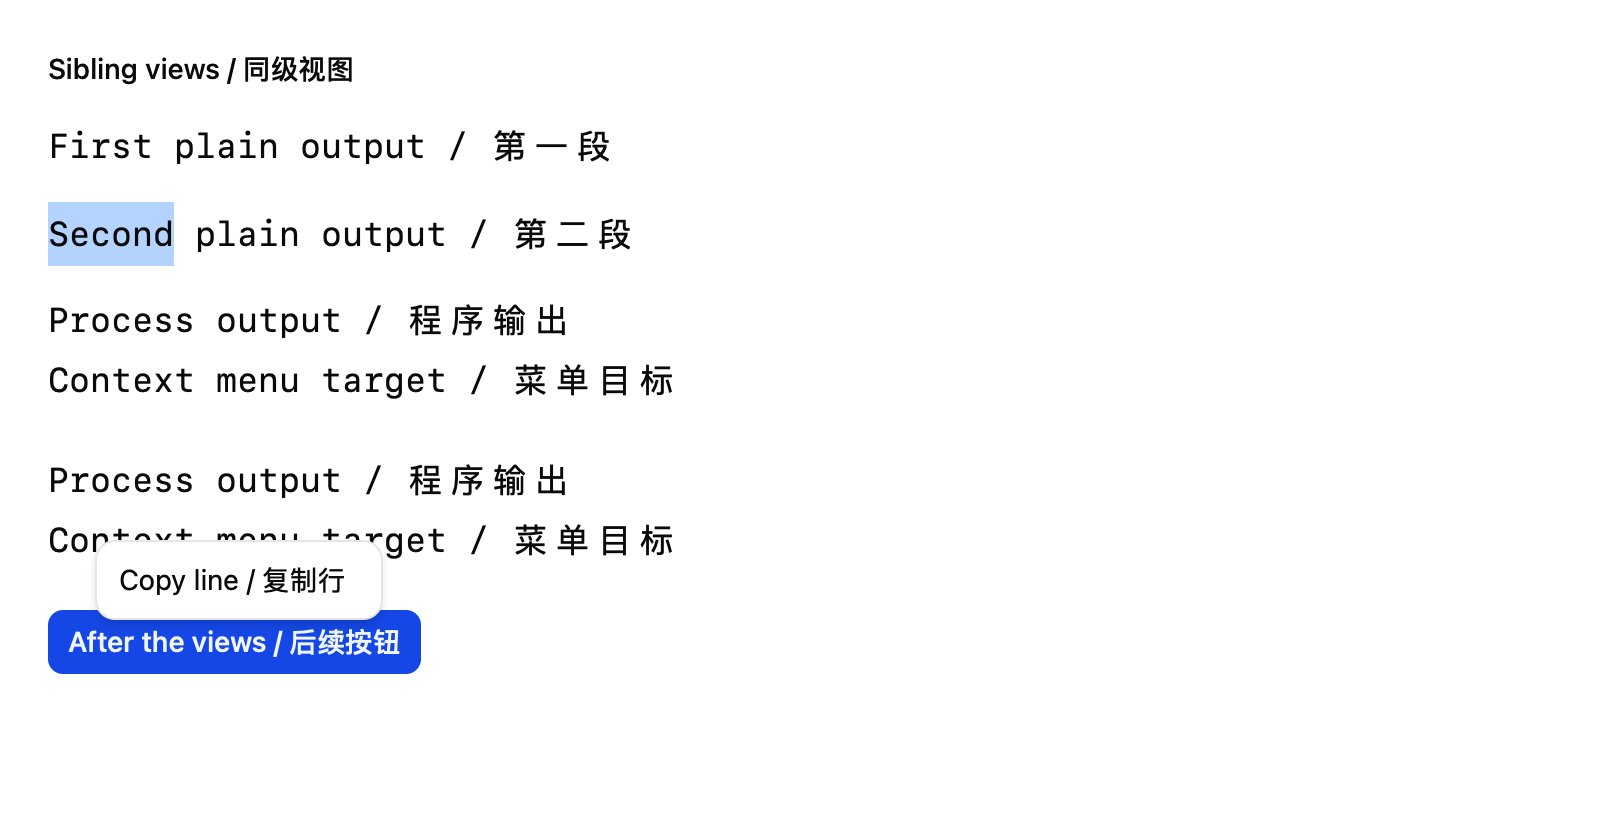 Sibling views / 同级视图
First plain output / 第一段
Second plain output / 第二段
Process output / 程序输出
Context menu target / 菜单目标
Process output / 程序输出
Context menu target / 菜单目标
Copy line / 复制行
After the views / 后续按钮